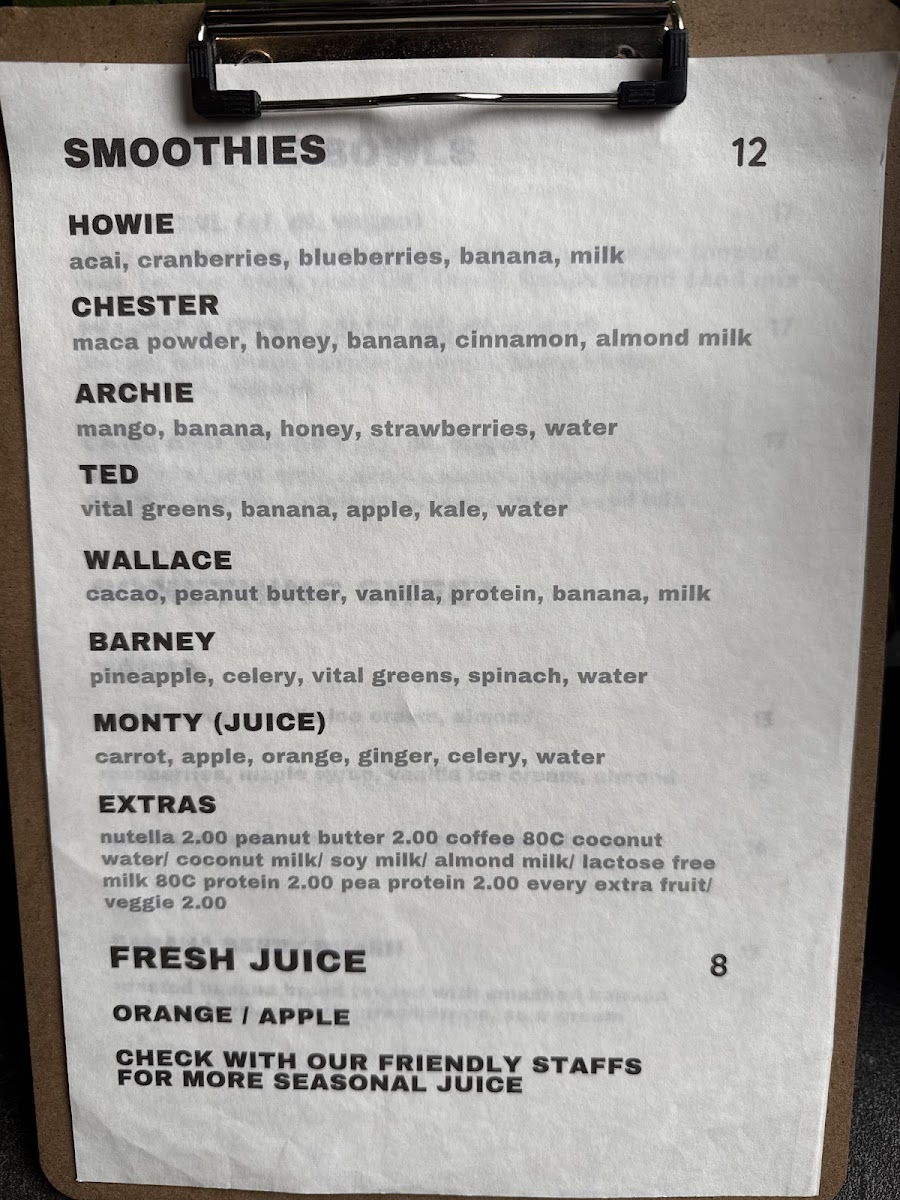 SMOOTHIES 12
HOWIE
acai, cranberries, blueberries, banana, milk
CHESTER
maca powder, honey, banana, cinnamon, almond milk
ARCHIE
mango, banana, honey, strawberries, water
TED
vital greens, banana, apple, kale, water
WALLACE
cacao, peanut butter, vanilla, protein, banana, milk
BARNEY
pineapple, celery, vital greens, spinach, water
MONTY (JUICE)
carrot, apple, orange, ginger, celery, water
EXTRAS
nutella 2.00 peanut butter 2.00 coffee 80C coconut
water/ coconut milk/ soy milk/ almond milk/ lactose free
milk 80C protein 2.00 pea protein 2.00 every extra fruit/
veggie 2.00
FRESH JUICE 8
ORANGE / APPLE
CHECK WITH OUR FRIENDLY STAFFS
FOR MORE SEASONAL JUICE